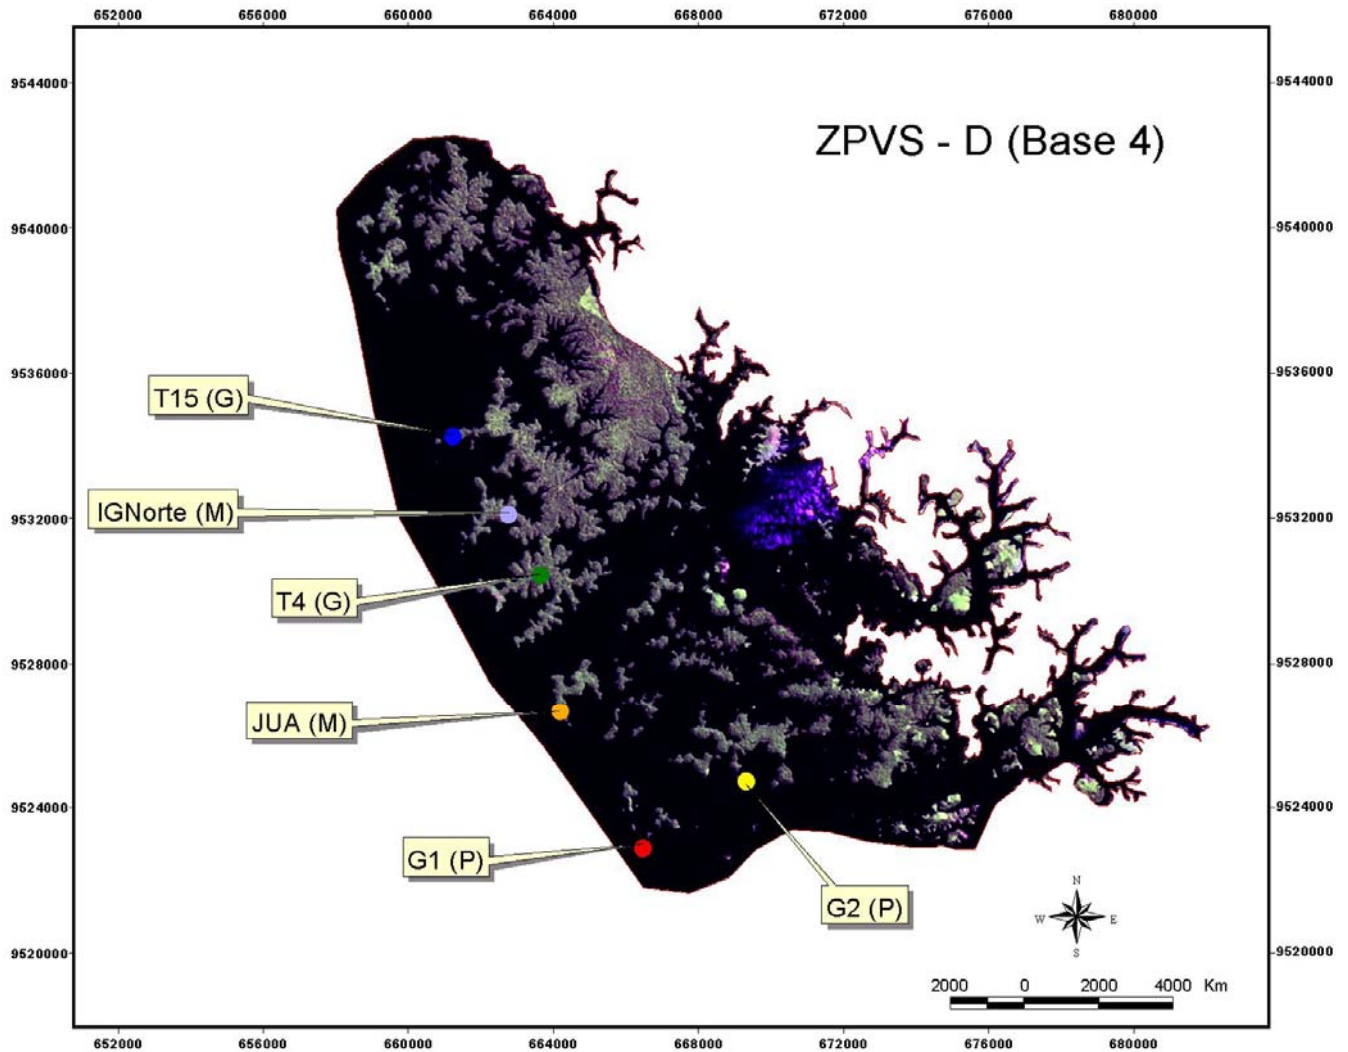 652000 656000 660000 664000 668000 672000 676000 680000
9544000 9544000
ZPVS - D (Base 4)
9540000 9540000
9536000 9536000
T15 (G)
IGNorte (M)
9532000 9532000
T4 (G)
9528000 9528000
JUA (M)
9524000 9524000
G1 (P)
G2 (P)
N
W E
S
9520000 9520000
2000 0 2000 4000 Km
652000 656000 660000 664000 668000 672000 676000 680000